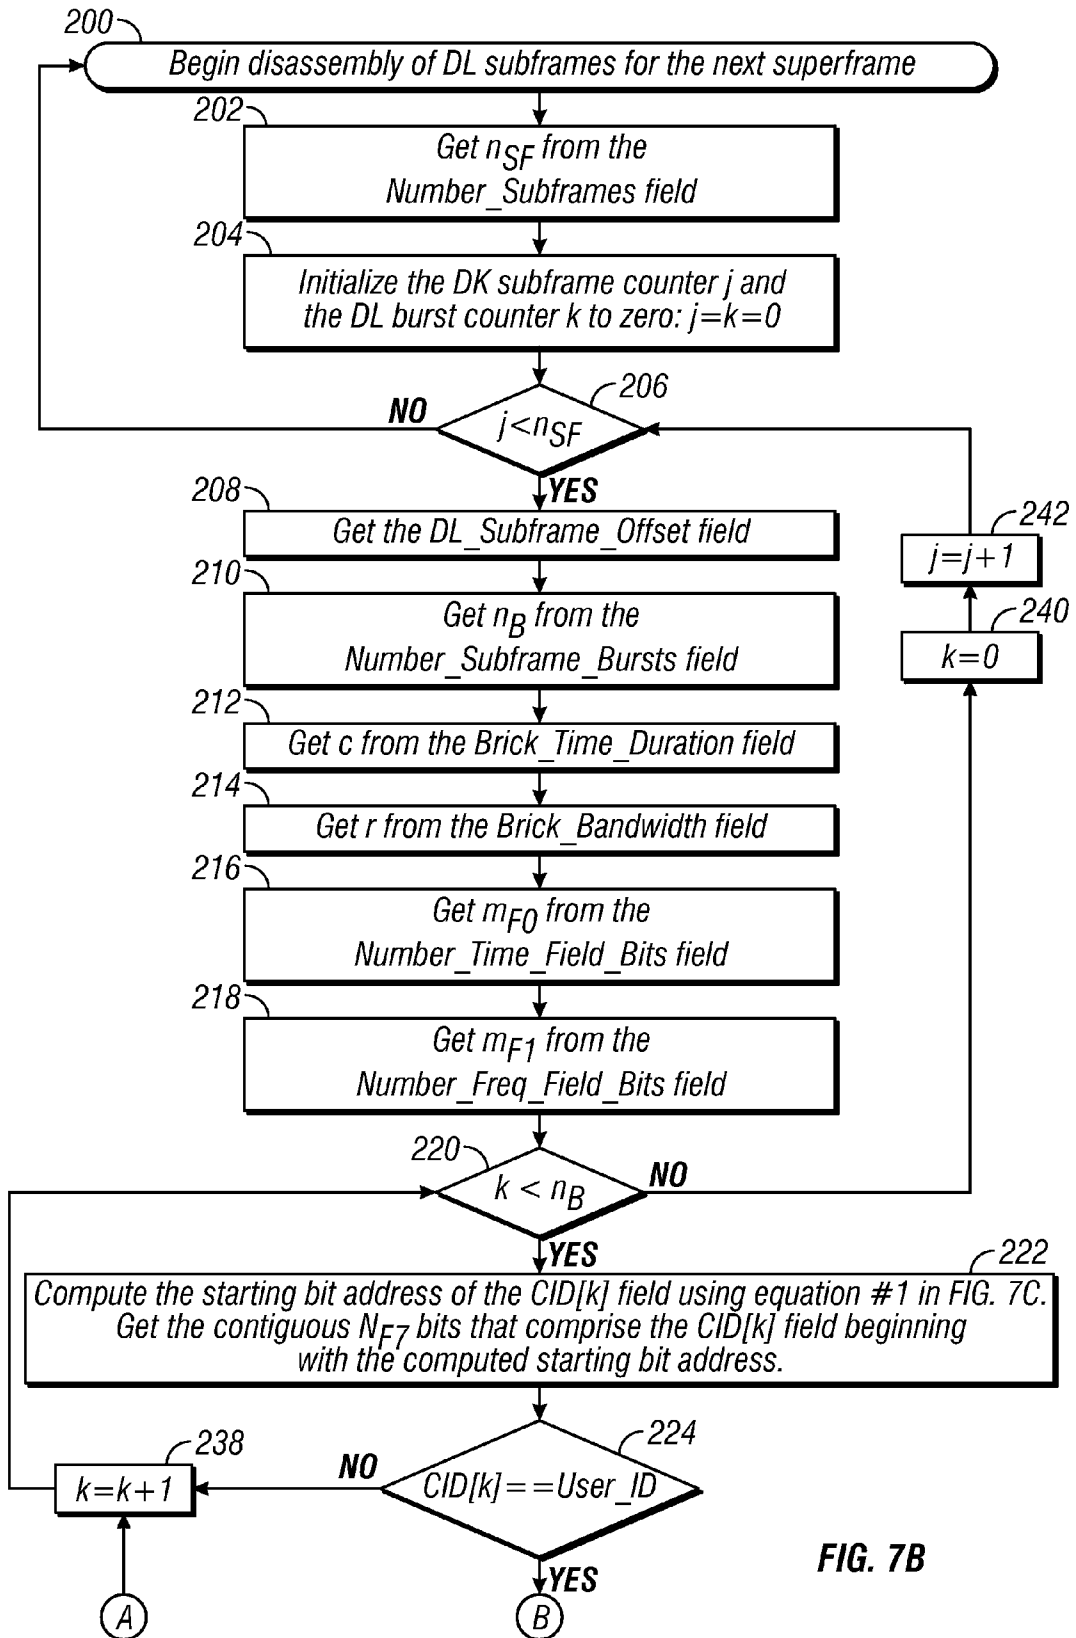 200
Begin disassembly of DL subframes for the next superframe
202
Get nSF from the
Number_Subframes field
204
Initialize the DK subframe counter j and
the DL burst counter k to zero: j=k=0
206
NO
j<nSF
YES
208
Get the DL_Subframe_Offset field
242
j=j+1
210
Get nB from the
Number_Subframe_Bursts field
240
k=0
212
Get c from the Brick_Time_Duration field
214
Get r from the Brick_Bandwidth field
216
Get mF0 from the
Number_Time_Field_Bits field
218
Get mF1 from the
Number_Freq_Field_Bits field
220
k < nB
NO
YES
222
Compute the starting bit address of the CID[k] field using equation #1 in FIG. 7C.
Get the contiguous NF7 bits that comprise the CID[k] field beginning
with the computed starting bit address.
224
238
k=k+1
NO
CID[k]==User_ID
YES
A
B
FIG. 7B